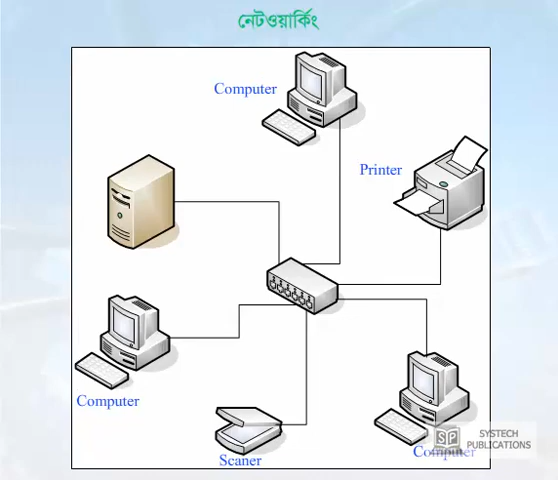 নেটওয়ার্কিং
Computer
Printer
Computer
Scaner
Computer
SP
SYSTECH
PUBLICATIONS